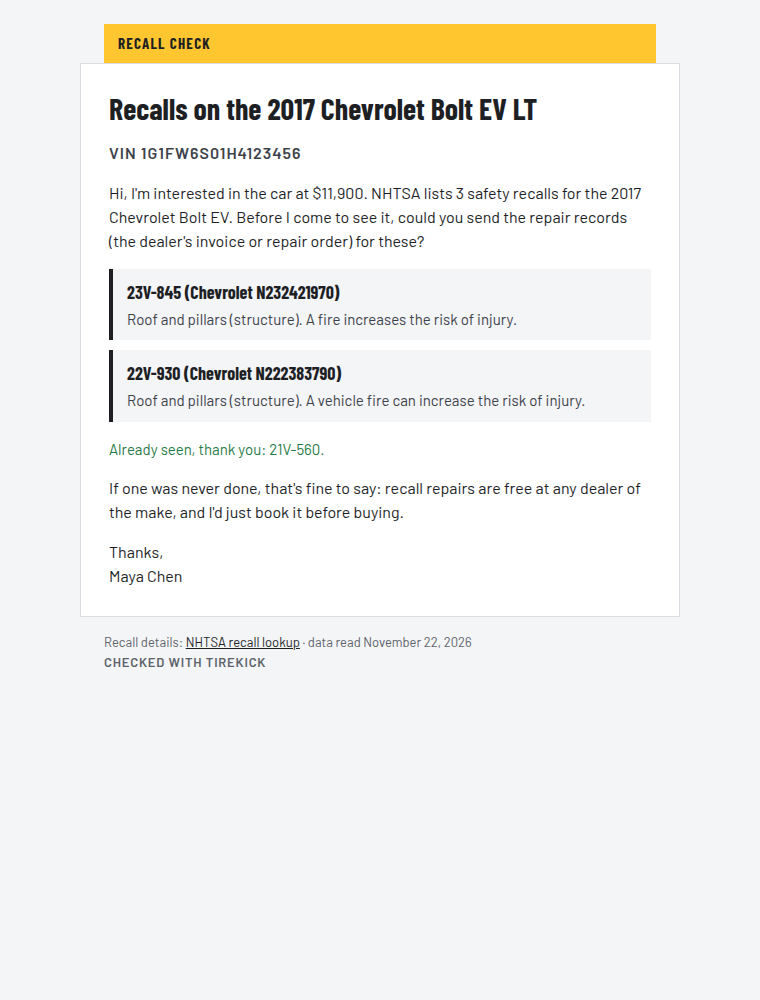 RECALL CHECK
Recalls on the 2017 Chevrolet Bolt EV LT
VIN 1G1FW6S01H4123456
Hi, I'm interested in the car at $11,900. NHTSA lists 3 safety recalls for the 2017
Chevrolet Bolt EV. Before I come to see it, could you send the repair records
(the dealer's invoice or repair order) for these?
23V-845 (Chevrolet N232421970)
Roof and pillars (structure). A fire increases the risk of injury.
22V-930 (Chevrolet N222383790)
Roof and pillars (structure). A vehicle fire can increase the risk of injury.
Already seen, thank you: 21V-560.
If one was never done, that's fine to say: recall repairs are free at any dealer of
the make, and I'd just book it before buying.
Thanks,
Maya Chen
Recall details: NHTSA recall lookup · data read November 22, 2026
CHECKED WITH TIREKICK